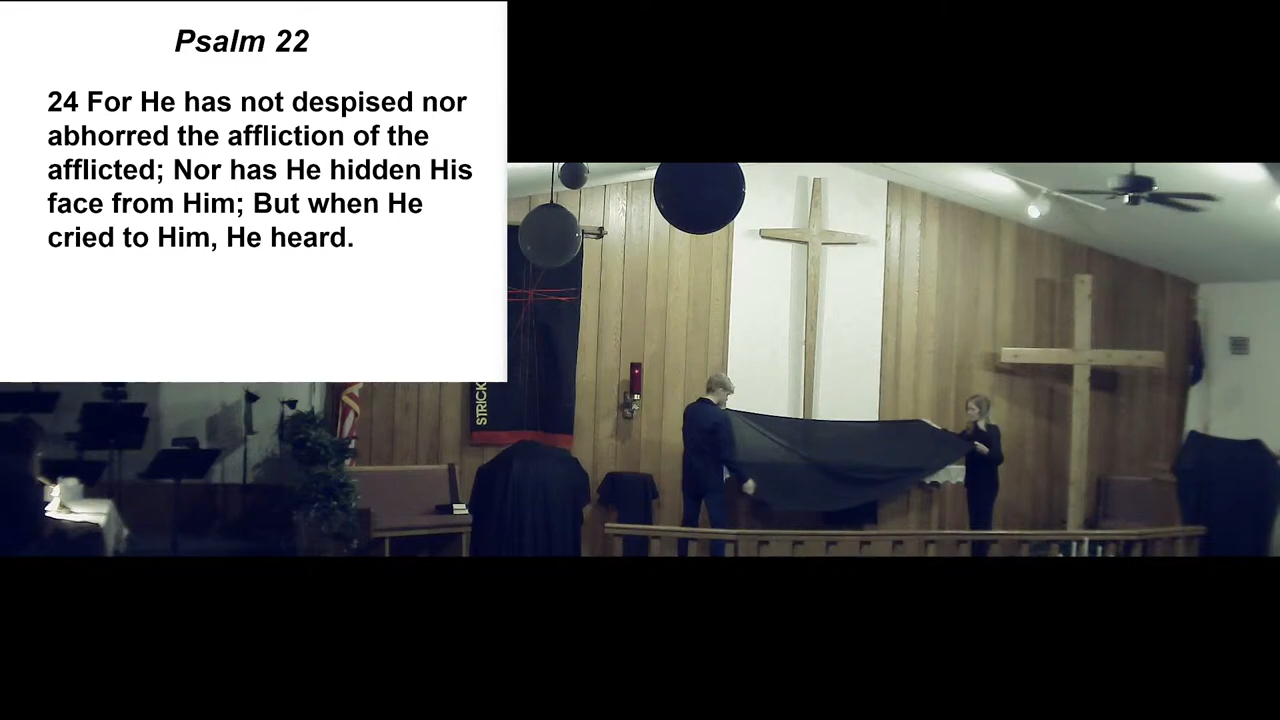 Psalm 22
24 For He has not despised nor
abhorred the affliction of the
afflicted; Nor has He hidden His
face from Him; But when He
cried to Him, He heard.
STRICK